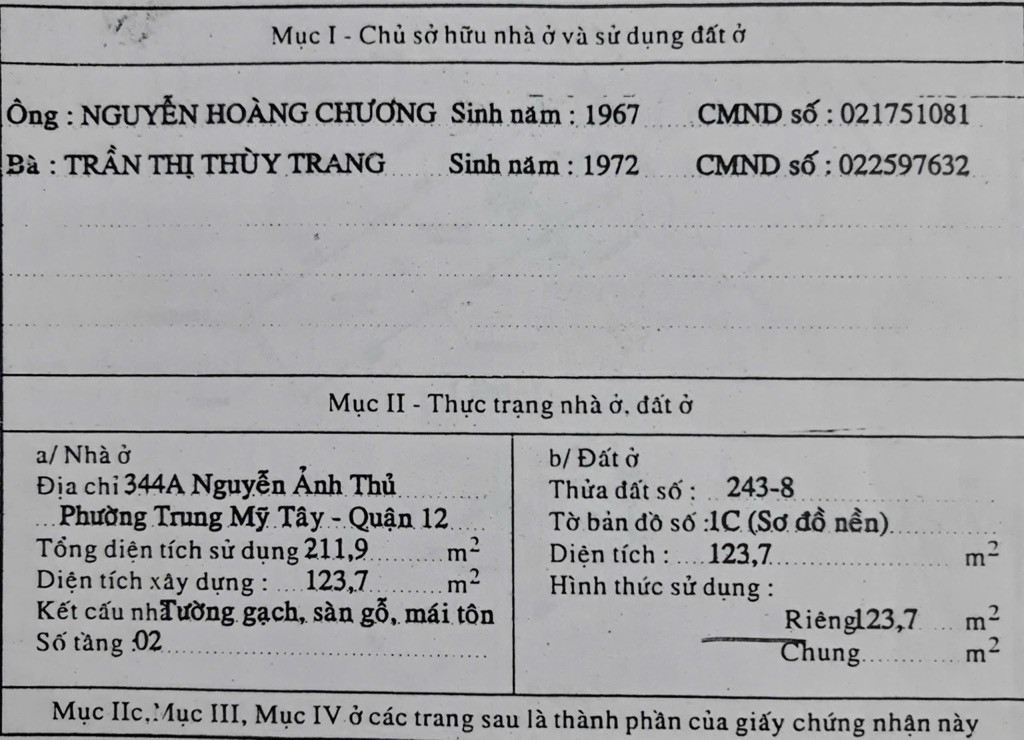 Mục I - Chủ sở hữu nhà ở và sử dụng đất ở
Ông : NGUYỄN HOÀNG CHƯƠNG Sinh năm : 1967 CMND số : 021751081
Bà : TRẦN THỊ THÙY TRANG Sinh năm : 1972 CMND số : 022597632
Mục II - Thực trạng nhà ở, đất ở
a/ Nhà ở
Địa chỉ 344A Nguyễn Ảnh Thủ
Phường Trung Mỹ Tây - Quận 12
Tổng diện tích sử dụng 211,9 m²
Diện tích xây dựng : 123,7 m²
Kết cấu nhà Tường gạch, sàn gỗ, mái tôn
Số tầng :02
b/ Đất ở
Thửa đất số : 243-8
Tờ bản đồ số :1C (Sơ đồ nền)
Diện tích : 123,7 m²
Hình thức sử dụng :
Riêng 123,7 m²
Chung m²
Mục IIc, Mục III, Mục IV ở các trang sau là thành phần của giấy chứng nhận này